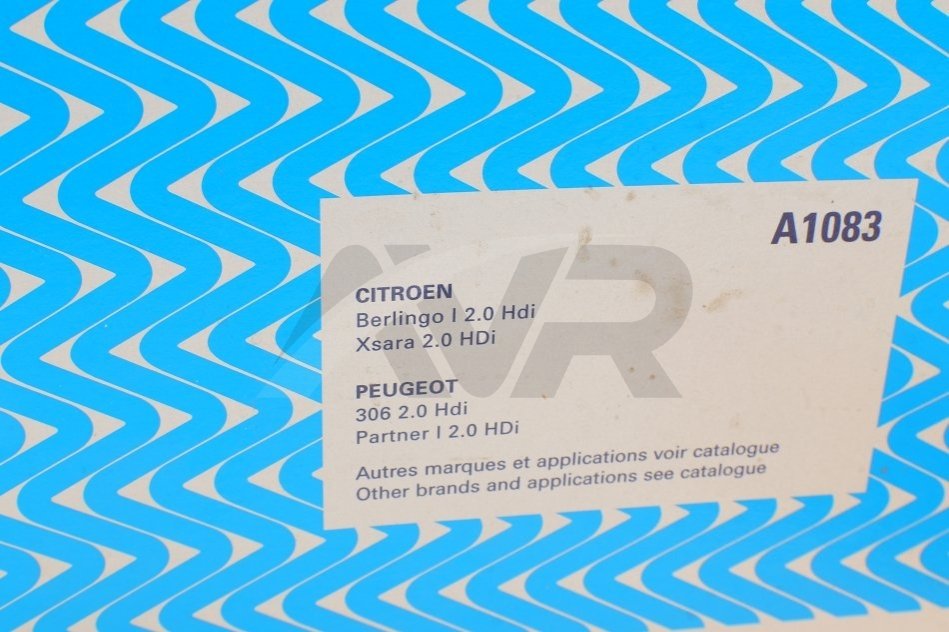 A1083
CITROEN
Berlingo I 2.0 Hdi
Xsara 2.0 HDi
PEUGEOT
306 2.0 Hdi
Partner I 2.0 HDi
Autres marques et applications voir catalogue
Other brands and applications see catalogue
AVR